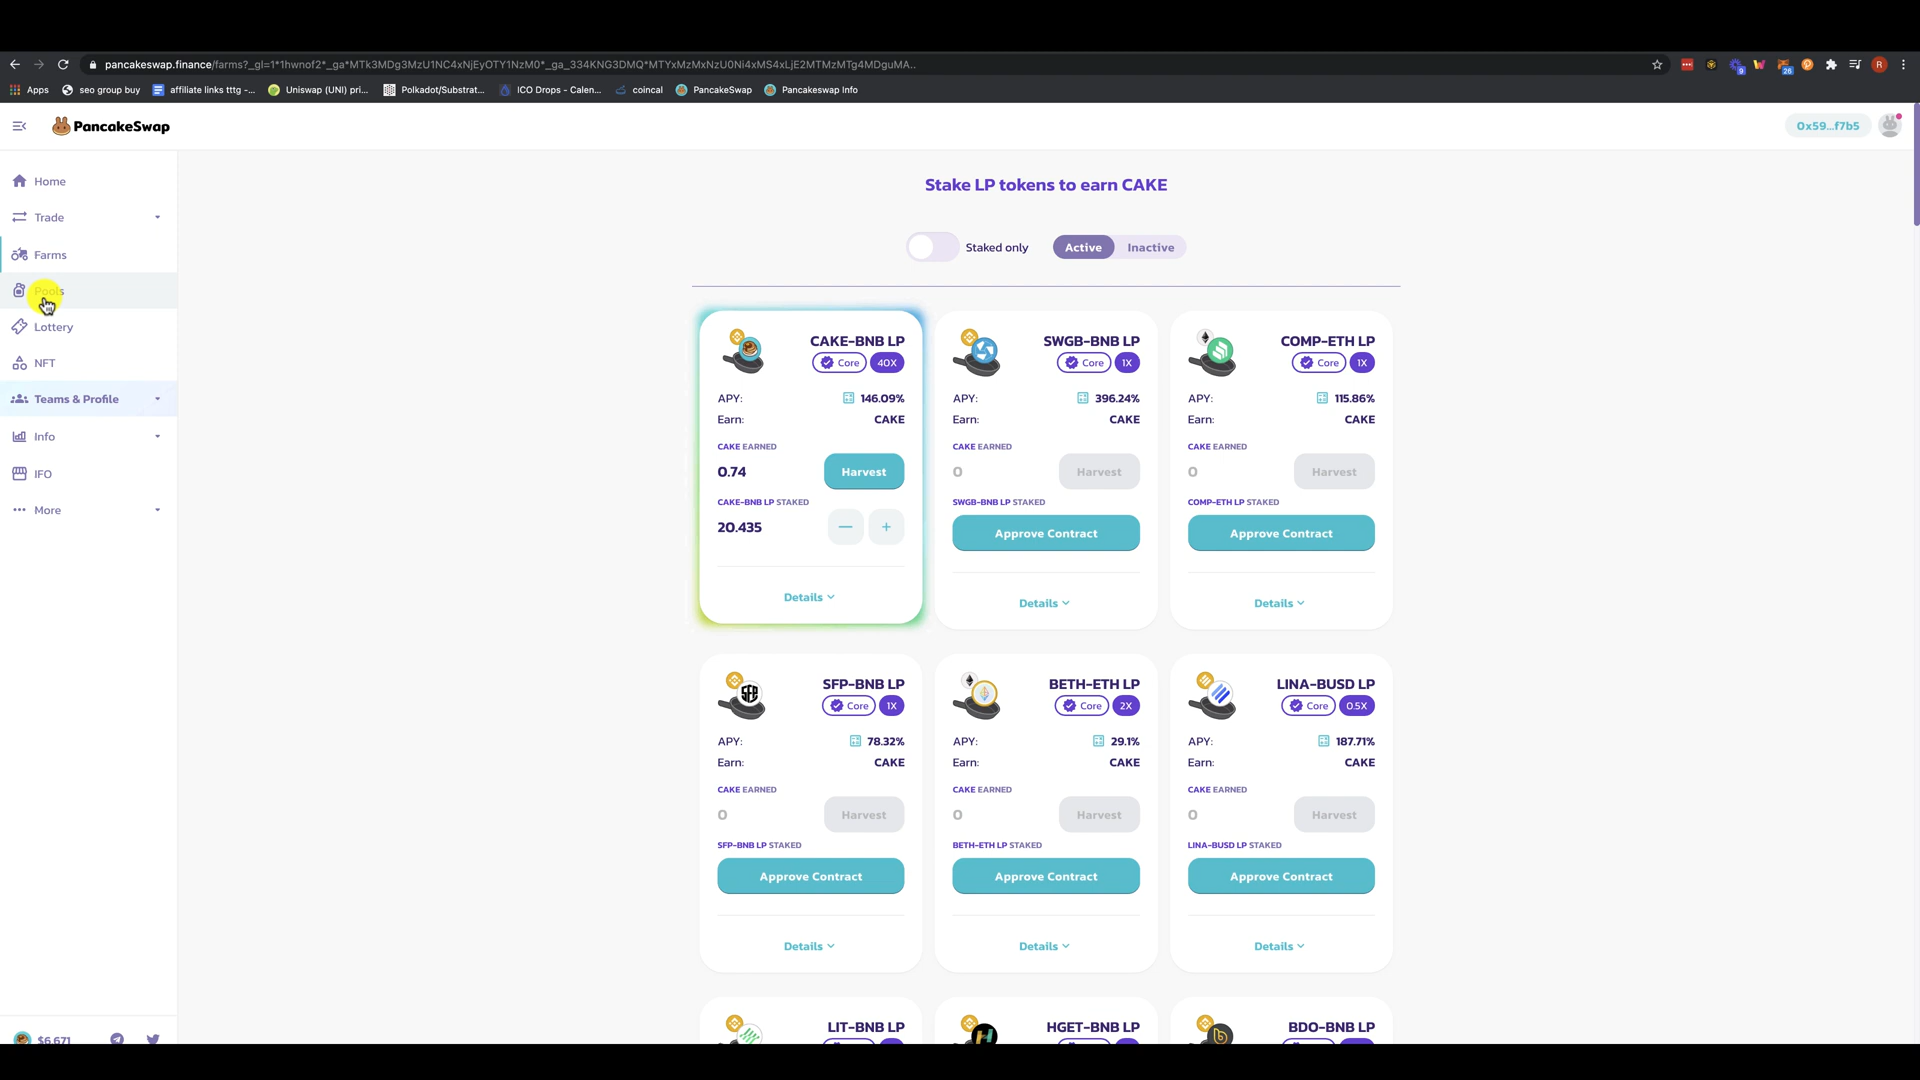 pancakeswap.finance/farms?_gl=1*1hwnof2*_ga*MTk3MDg3MzU1NC4xNjEyOTY1NzM0*_ga_334KNG3DMQ*MTYxMzMxNzU0Ni4xMS4xLjE2MTMzMTg4MDguMA..
9
26
R
Apps
seo group buy
affiliate links tttg -...
Uniswap (UNI) pri...
Polkadot/Substrat...
ICO Drops - Calen...
coincal
PancakeSwap
Pancakeswap Info
PancakeSwap
0x59...f7b5
Home
Trade
Farms
Pools
Lottery
NFT
Teams & Profile
Info
IFO
More
$6.671
Stake LP tokens to earn CAKE
Staked only
Active
Inactive
CAKE-BNB LP
Core
40X
APY:
146.09%
Earn:
CAKE
CAKE EARNED
0.74
Harvest
CAKE-BNB LP STAKED
20.435
Details
SWGB-BNB LP
Core
1X
APY:
396.24%
Earn:
CAKE
CAKE EARNED
0
Harvest
SWGB-BNB LP STAKED
Approve Contract
Details
COMP-ETH LP
Core
1X
APY:
115.86%
Earn:
CAKE
CAKE EARNED
0
Harvest
COMP-ETH LP STAKED
Approve Contract
Details
SFP-BNB LP
SFP
Core
1X
APY:
78.32%
Earn:
CAKE
CAKE EARNED
0
Harvest
SFP-BNB LP STAKED
Approve Contract
Details
BETH-ETH LP
Core
2X
APY:
29.1%
Earn:
CAKE
CAKE EARNED
0
Harvest
BETH-ETH LP STAKED
Approve Contract
Details
LINA-BUSD LP
Core
0.5X
APY:
187.71%
Earn:
CAKE
CAKE EARNED
0
Harvest
LINA-BUSD LP STAKED
Approve Contract
Details
LIT-BNB LP
HGET-BNB LP
BDO-BNB LP